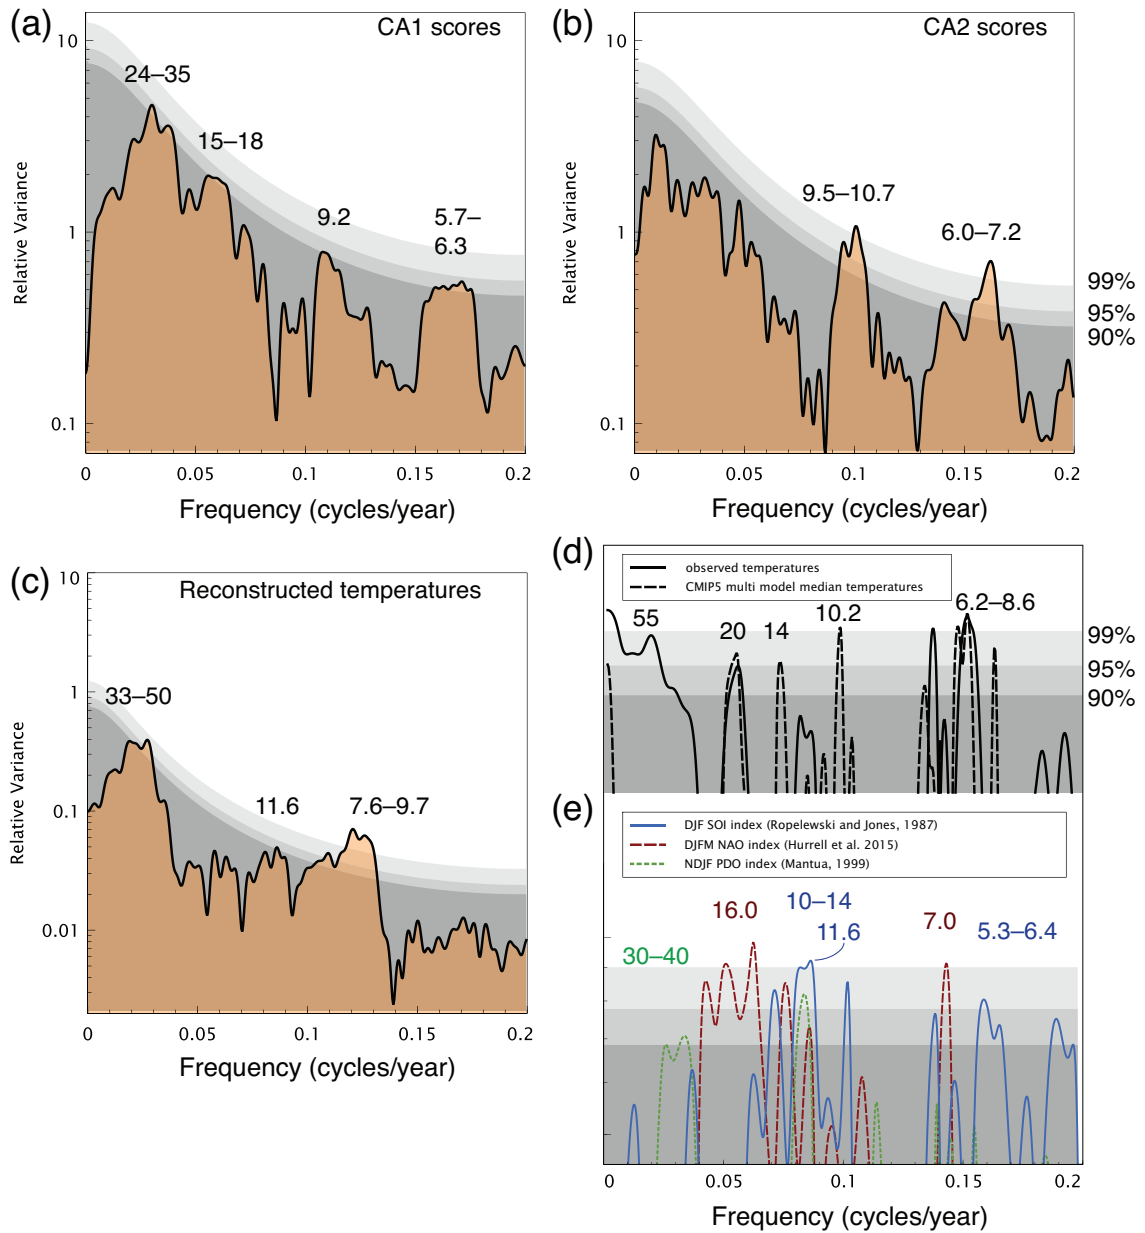 (a)
CA1 scores
10
1
0.1
Relative Variance
24–35
15–18
9.2
5.7–
6.3
0 0.05 0.1 0.15 0.2
Frequency (cycles/year)
(b)
CA2 scores
10
1
0.1
Relative Variance
9.5–10.7
6.0–7.2
99%
95%
90%
0 0.05 0.1 0.15 0.2
Frequency (cycles/year)
(c)
Reconstructed temperatures
10
1
0.1
0.01
Relative Variance
33–50
11.6
7.6–9.7
0 0.05 0.1 0.15 0.2
Frequency (cycles/year)
(d)
observed temperatures
CMIP5 multi model median temperatures
55
20
14
10.2
6.2–8.6
99%
95%
90%
(e)
DJF SOI index (Ropelewski and Jones, 1987)
DJFM NAO index (Hurrell et al. 2015)
NDJF PDO index (Mantua, 1999)
30–40
16.0
10–14
11.6
7.0
5.3–6.4
0 0.05 0.1 0.15 0.2
Frequency (cycles/year)